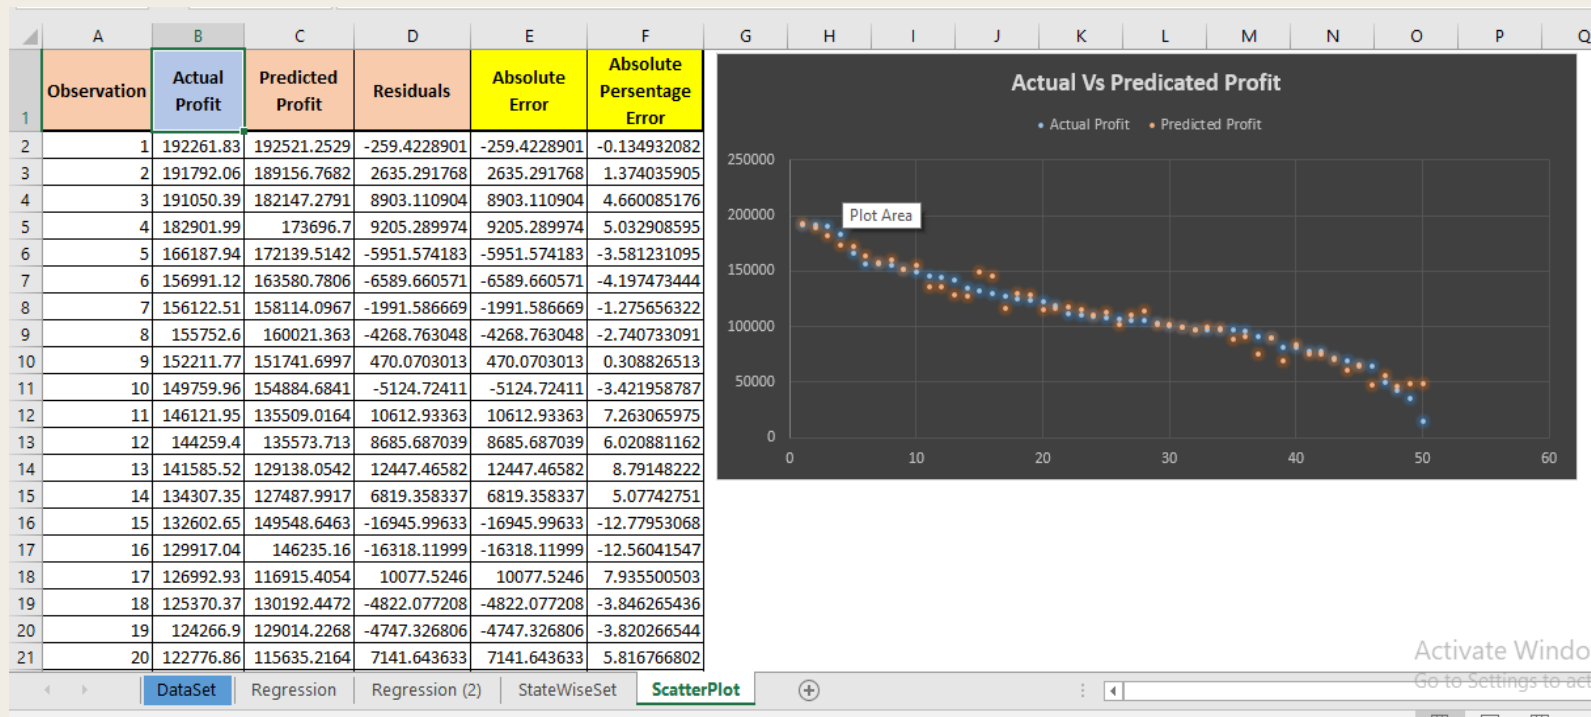 A B C D E F G H I J K L M N O P Q
1 Observation Actual Profit Predicted Profit Residuals Absolute Error Absolute Persentage Error
2 1 192261.83 192521.2529 -259.4228901 -259.4228901 -0.134932082
3 2 191792.06 189156.7682 2635.291768 2635.291768 1.374035905
4 3 191050.39 182147.2791 8903.110904 8903.110904 4.660085176
5 4 182901.99 173696.7 9205.289974 9205.289974 5.032908595
6 5 166187.94 172139.5142 -5951.574183 -5951.574183 -3.581231095
7 6 156991.12 163580.7806 -6589.660571 -6589.660571 -4.197473444
8 7 156122.51 158114.0967 -1991.586669 -1991.586669 -1.275656322
9 8 155752.6 160021.363 -4268.763048 -4268.763048 -2.740733091
10 9 152211.77 151741.6997 470.0703013 470.0703013 0.308826513
11 10 149759.96 154884.6841 -5124.72411 -5124.72411 -3.421958787
12 11 146121.95 135509.0164 10612.93363 10612.93363 7.263065975
13 12 144259.4 135573.713 8685.687039 8685.687039 6.020881162
14 13 141585.52 129138.0542 12447.46582 12447.46582 8.79148222
15 14 134307.35 127487.9917 6819.358337 6819.358337 5.07742751
16 15 132602.65 149548.6463 -16945.99633 -16945.99633 -12.77953068
17 16 129917.04 146235.16 -16318.11999 -16318.11999 -12.56041547
18 17 126992.93 116915.4054 10077.5246 10077.5246 7.935500503
19 18 125370.37 130192.4472 -4822.077208 -4822.077208 -3.846265436
20 19 124266.9 129014.2268 -4747.326806 -4747.326806 -3.820266544
21 20 122776.86 115635.2164 7141.643633 7141.643633 5.816766802
Actual Vs Predicated Profit
Actual Profit Predicted Profit
250000
200000
Plot Area
150000
100000
50000
0
0 10 20 30 40 50 60
Activate Windo
Go to Settings to act
DataSet Regression Regression (2) StateWiseSet ScatterPlot